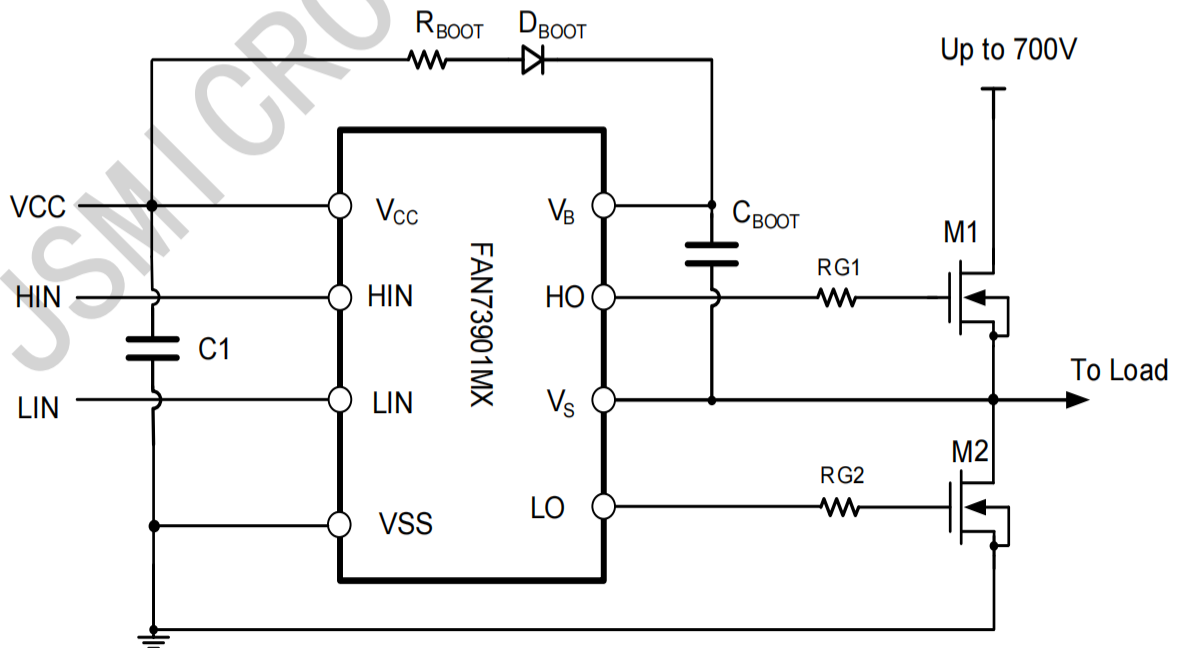 JSMICRO
RBOOT
DBOOT
Up to 700V
VCC
VCC
VB
CBOOT
M1
HIN
HIN
HO
RG1
FAN73901MX
C1
To Load
LIN
LIN
VS
M2
VSS
LO
RG2